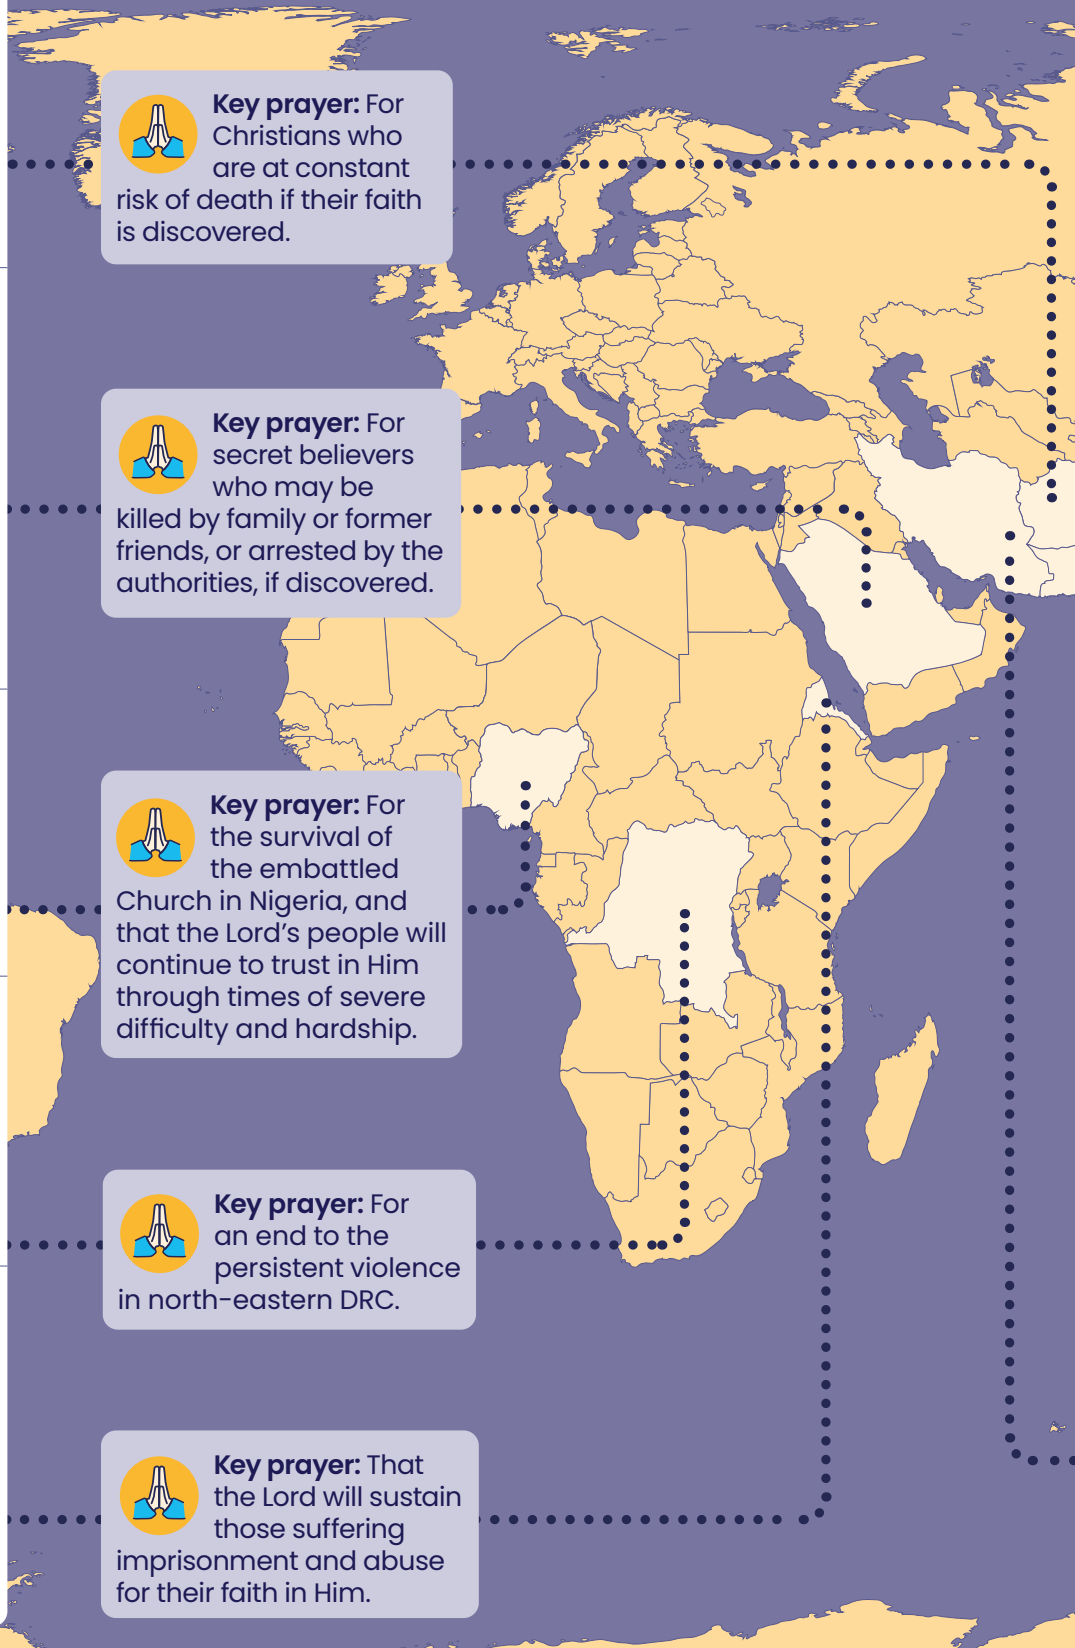 Key prayer: For
Christians who
are at constant
risk of death if their faith
is discovered.
Key prayer: For
secret believers
who may be
killed by family or former
friends, or arrested by the
authorities, if discovered.
Key prayer: For
the survival of
the embattled
Church in Nigeria, and
that the Lord’s people will
continue to trust in Him
through times of severe
difficulty and hardship.
Key prayer: For
an end to the
persistent violence
in north-eastern DRC.
Key prayer: That
the Lord will sustain
those suffering
imprisonment and abuse
for their faith in Him.